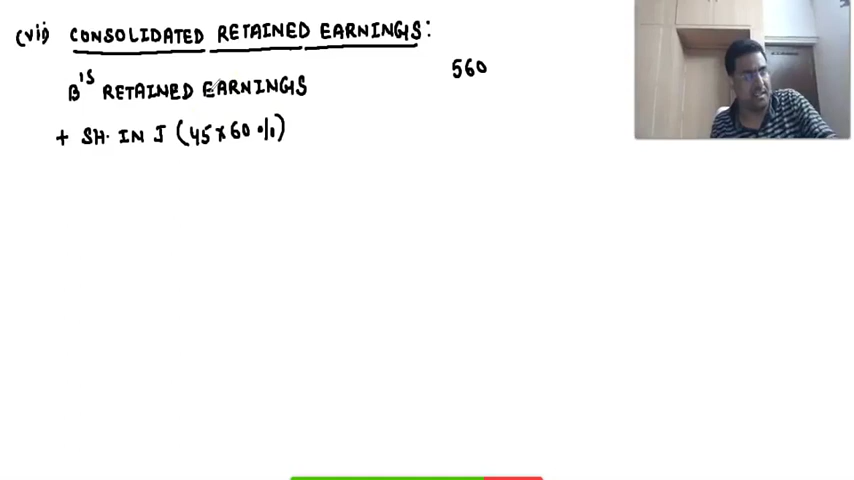 (vii) CONSOLIDATED RETAINED EARNINGS:
B'S RETAINED EARNINGS 560
+ SH. IN J (45 x 60 %)